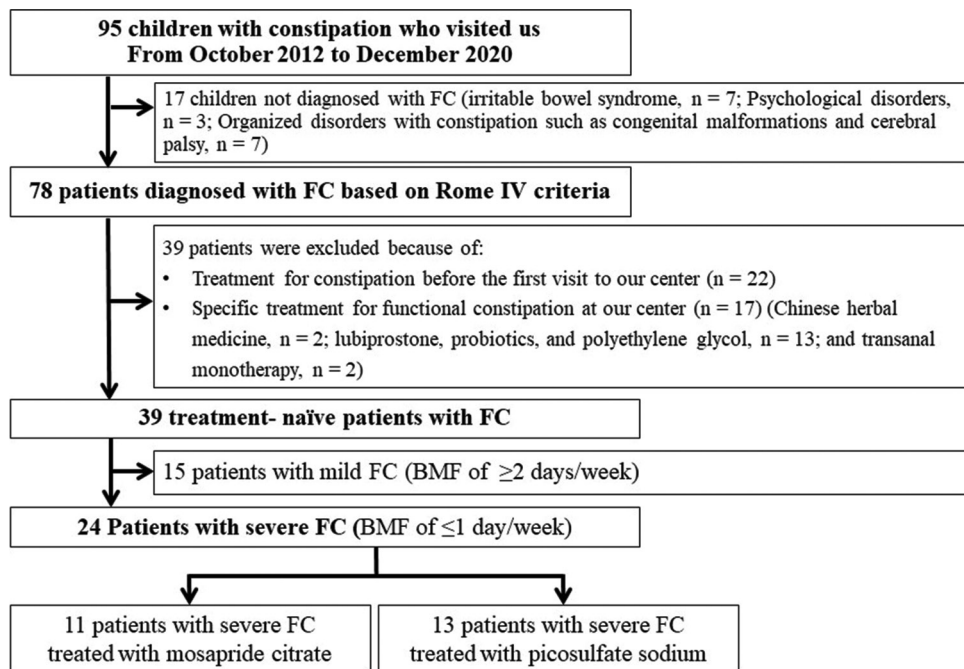 95 children with constipation who visited us
From October 2012 to December 2020
17 children not diagnosed with FC (irritable bowel syndrome, n = 7; Psychological disorders,
n = 3; Organized disorders with constipation such as congenital malformations and cerebral
palsy, n = 7)
78 patients diagnosed with FC based on Rome IV criteria
39 patients were excluded because of:
• Treatment for constipation before the first visit to our center (n = 22)
• Specific treatment for functional constipation at our center (n = 17) (Chinese herbal
medicine, n = 2; lubiprostone, probiotics, and polyethylene glycol, n = 13; and transanal
monotherapy, n = 2)
39 treatment- naïve patients with FC
15 patients with mild FC (BMF of ≥2 days/week)
24 Patients with severe FC (BMF of ≤1 day/week)
11 patients with severe FC
treated with mosapride citrate
13 patients with severe FC
treated with picosulfate sodium